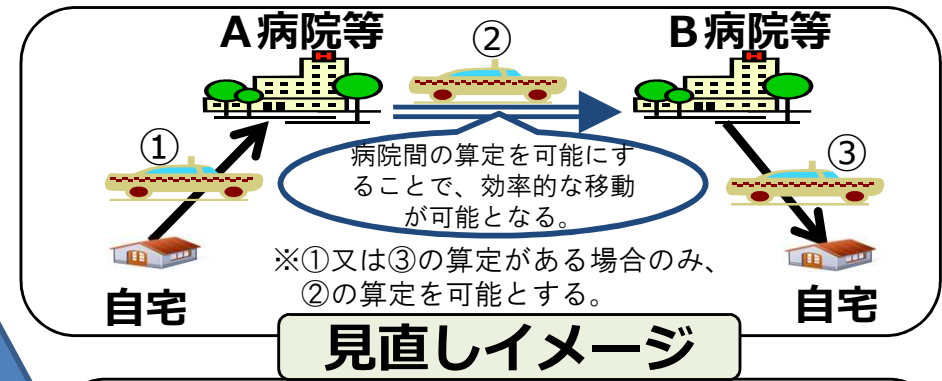 A病院等
②
B病院等
①
③
病院間の算定を可能にす
ることで、効率的な移動
が可能となる。
※①又は③の算定がある場合のみ、
②の算定を可能とする。
自宅
自宅
見直しイメージ